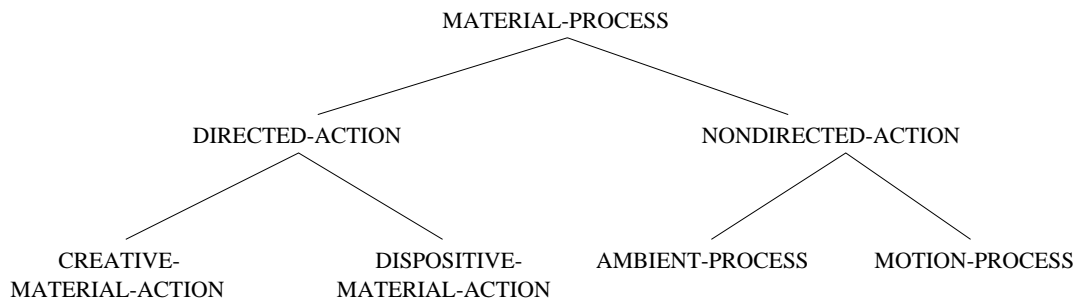 MATERIAL-PROCESS
DIRECTED-ACTION
NONDIRECTED-ACTION
CREATIVE-
MATERIAL-ACTION
DISPOSITIVE-
MATERIAL-ACTION
AMBIENT-PROCESS
MOTION-PROCESS